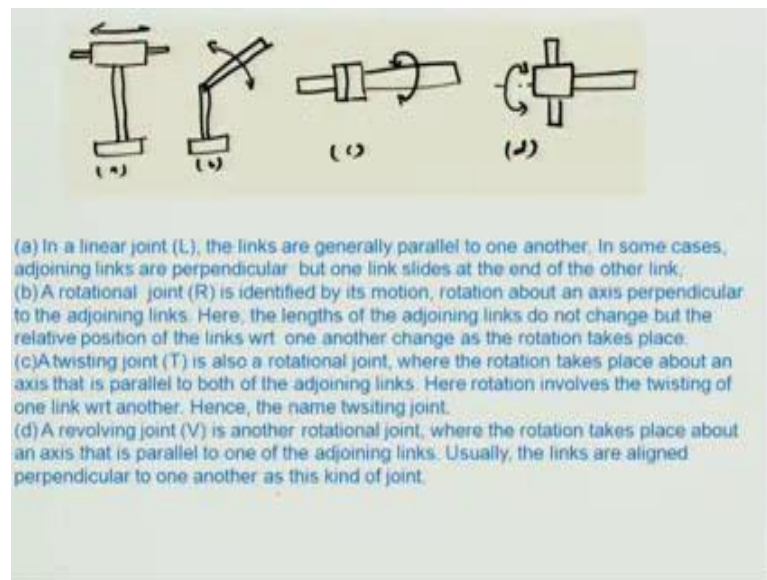 (a)
(b)
(c)
(d)
(a) In a linear joint (L), the links are generally parallel to one another. In some cases,
adjoining links are perpendicular but one link slides at the end of the other link.
(b) A rotational joint (R) is identified by its motion, rotation about an axis perpendicular
to the adjoining links. Here, the lengths of the adjoining links do not change but the
relative position of the links wrt one another change as the rotation takes place.
(c)A twisting joint (T) is also a rotational joint, where the rotation takes place about an
axis that is parallel to both of the adjoining links. Here rotation involves the twisting of
one link wrt another. Hence, the name twsiting joint.
(d) A revolving joint (V) is another rotational joint, where the rotation takes place about
an axis that is parallel to one of the adjoining links. Usually, the links are aligned
perpendicular to one another as this kind of joint.